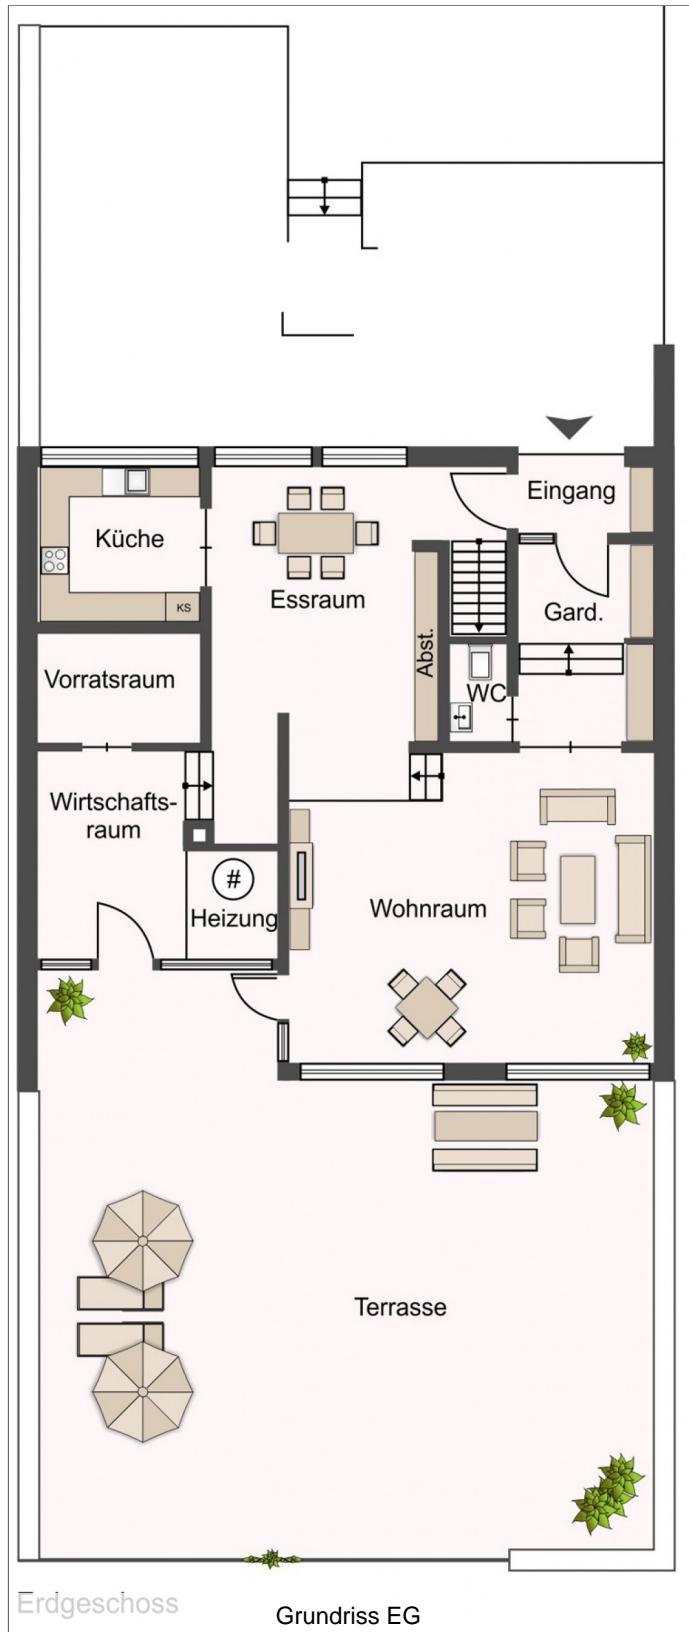 Eingang
Küche
KS
Essraum
Gard.
Abst.
Vorratsraum
WC
Wirtschafts-
raum
#
Heizung
Wohnraum
Terrasse
Erdgeschoss
Grundriss EG